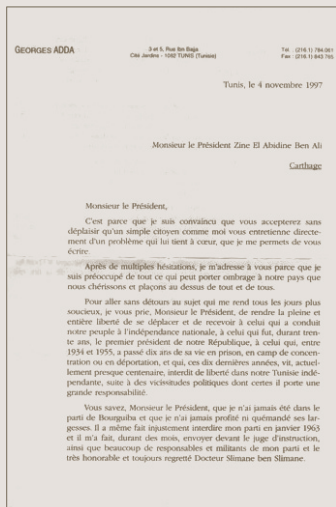 GEORGES ADDA
3 et 5, Rue Ibn Badja
Cité Jardins - 1082 TUNIS (Tunisie)
Tél : (216 1) 784.061
Fax : (216 1) 843.765
Tunis, le 4 novembre 1997
Monsieur le Président Zine El Abidine Ben Ali
Carthage
Monsieur le Président,
C'est parce que je suis convaincu que vous accepterez sans
déplaisir qu'un simple citoyen comme moi vous entretienne directe-
ment d'un problème qui lui tient à cœur, que je me permets de vous
écrire.
Après de multiples hésitations, je m'adresse à vous parce que je
suis préoccupé de tout ce qui peut porter ombrage à notre pays que
nous chérissons et plaçons au dessus de tout et de tous.
Pour aller sans détours au sujet qui me rend tous les jours plus
soucieux, je vous prie, Monsieur le Président, de rendre la pleine et
entière liberté de se déplacer et de recevoir à celui qui a conduit
notre peuple à l'indépendance nationale, à celui qui fut, durant tren-
te ans, le premier président de notre République, à celui qui, entre
1934 et 1955, a passé dix ans de sa vie en prison, en camp de concen-
tration ou en déportation, et qui, ces dix dernières années, vit, actuel-
lement presque centenaire, interdit de liberté dans notre Tunisie indé-
pendante, suite à des vicissitudes politiques dont certes il porte une
grande responsabilité.
Vous savez, Monsieur le Président, que je n'ai jamais été dans le
parti de Bourguiba et que je n'ai jamais profité ni quémandé ses lar-
gesses. Il a même fait injustement interdire mon parti en janvier 1963
et il m'a fait, durant des mois, envoyer devant le juge d'instruction,
ainsi que beaucoup de responsables et militants de mon parti et le
très honorable et toujours regretté Docteur Slimane ben Slimane.